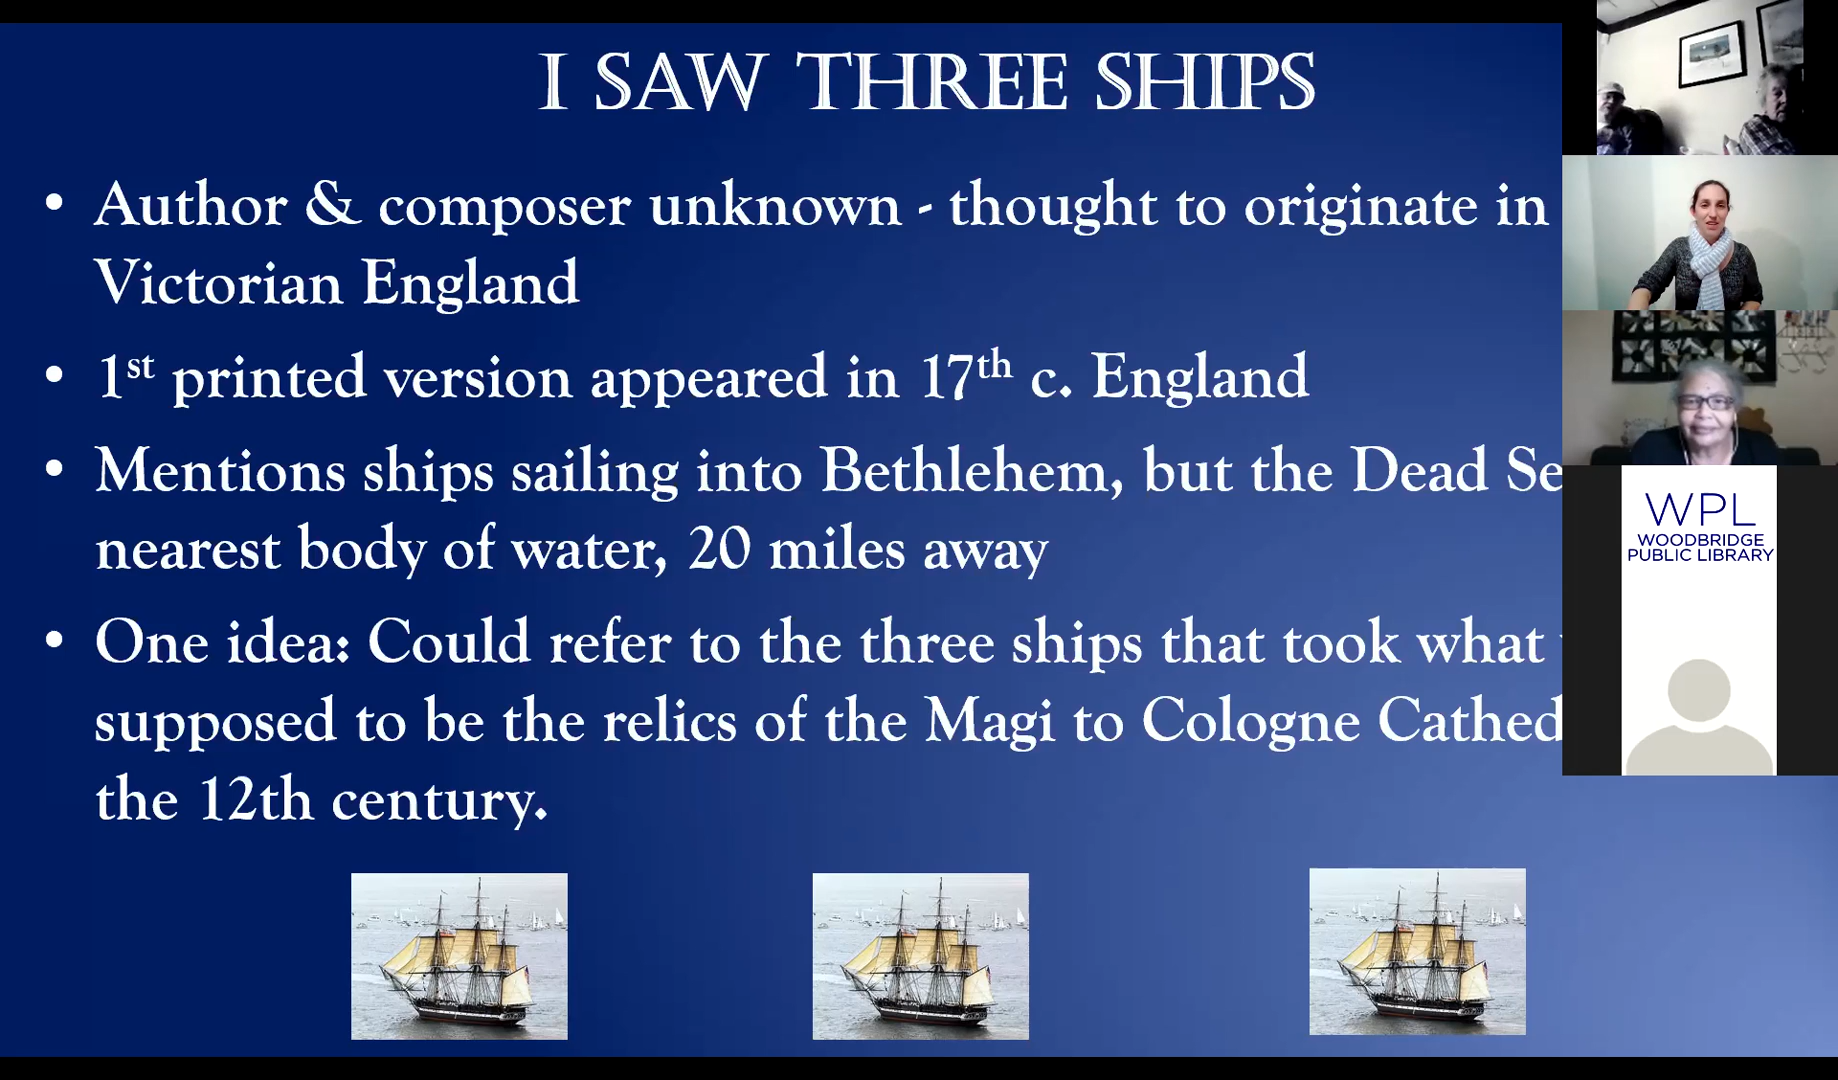 I SAW THREE SHIPS
• Author & composer unknown - thought to originate in
Victorian England
• 1st printed version appeared in 17th c. England
• Mentions ships sailing into Bethlehem, but the Dead Se
nearest body of water, 20 miles away
• One idea: Could refer to the three ships that took what
supposed to be the relics of the Magi to Cologne Cathed
the 12th century.
WPL
WOODBRIDGE
PUBLIC LIBRARY